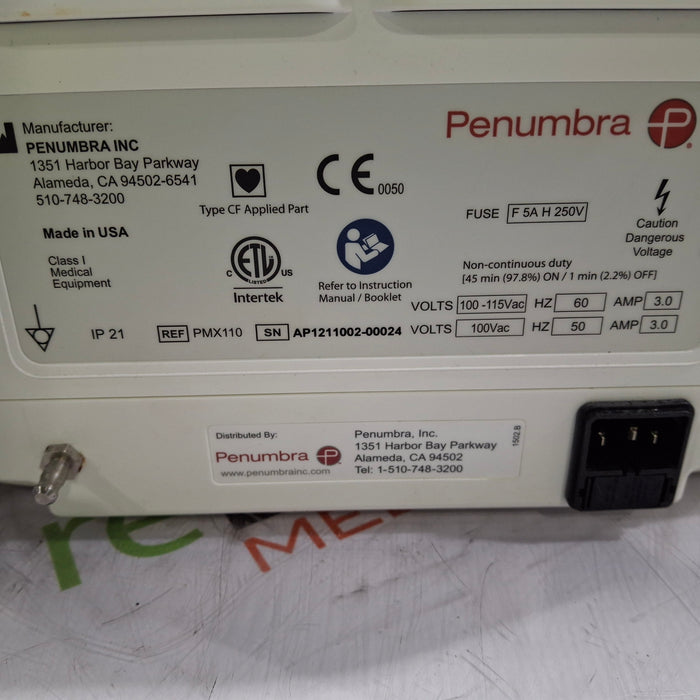 Penumbra P
Manufacturer:
PENUMBRA INC
1351 Harbor Bay Parkway
Alameda, CA 94502-6541
510-748-3200
Made in USA
Class I
Medical
Equipment
Type CF Applied Part
CE 0050
C ETL US
LISTED
Intertek
Refer to Instruction
Manual / Booklet
FUSE F 5A H 250V
Caution
Dangerous
Voltage
Non-continuous duty
[45 min (97.8%) ON / 1 min (2.2%) OFF]
VOLTS 100 -115Vac HZ 60 AMP 3.0
VOLTS 100Vac HZ 50 AMP 3.0
IP 21 REF PMX110 SN AP1211002-00024
Distributed By:
Penumbra P
www.penumbrainc.com
Penumbra, Inc.
1351 Harbor Bay Parkway
Alameda, CA 94502
Tel: 1-510-748-3200
1502.B
re
ME